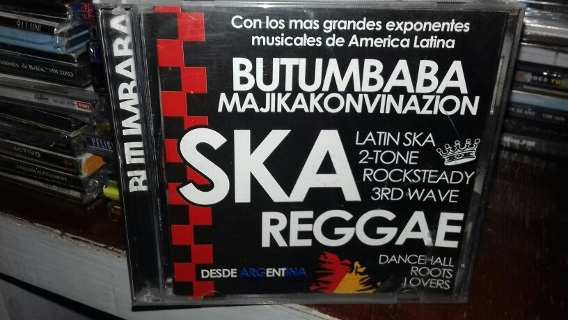 Con los mas grandes exponentes
musicales de America Latina
BUTUMBABA
MAJIKAKONVINAZION
SKA
LATIN SKA
2-TONE
ROCKSTEADY
3RD WAVE
REGGAE
DANCEHALL
ROOTS
LOVERS
DESDE ARGENTINA
BUTUMBABA